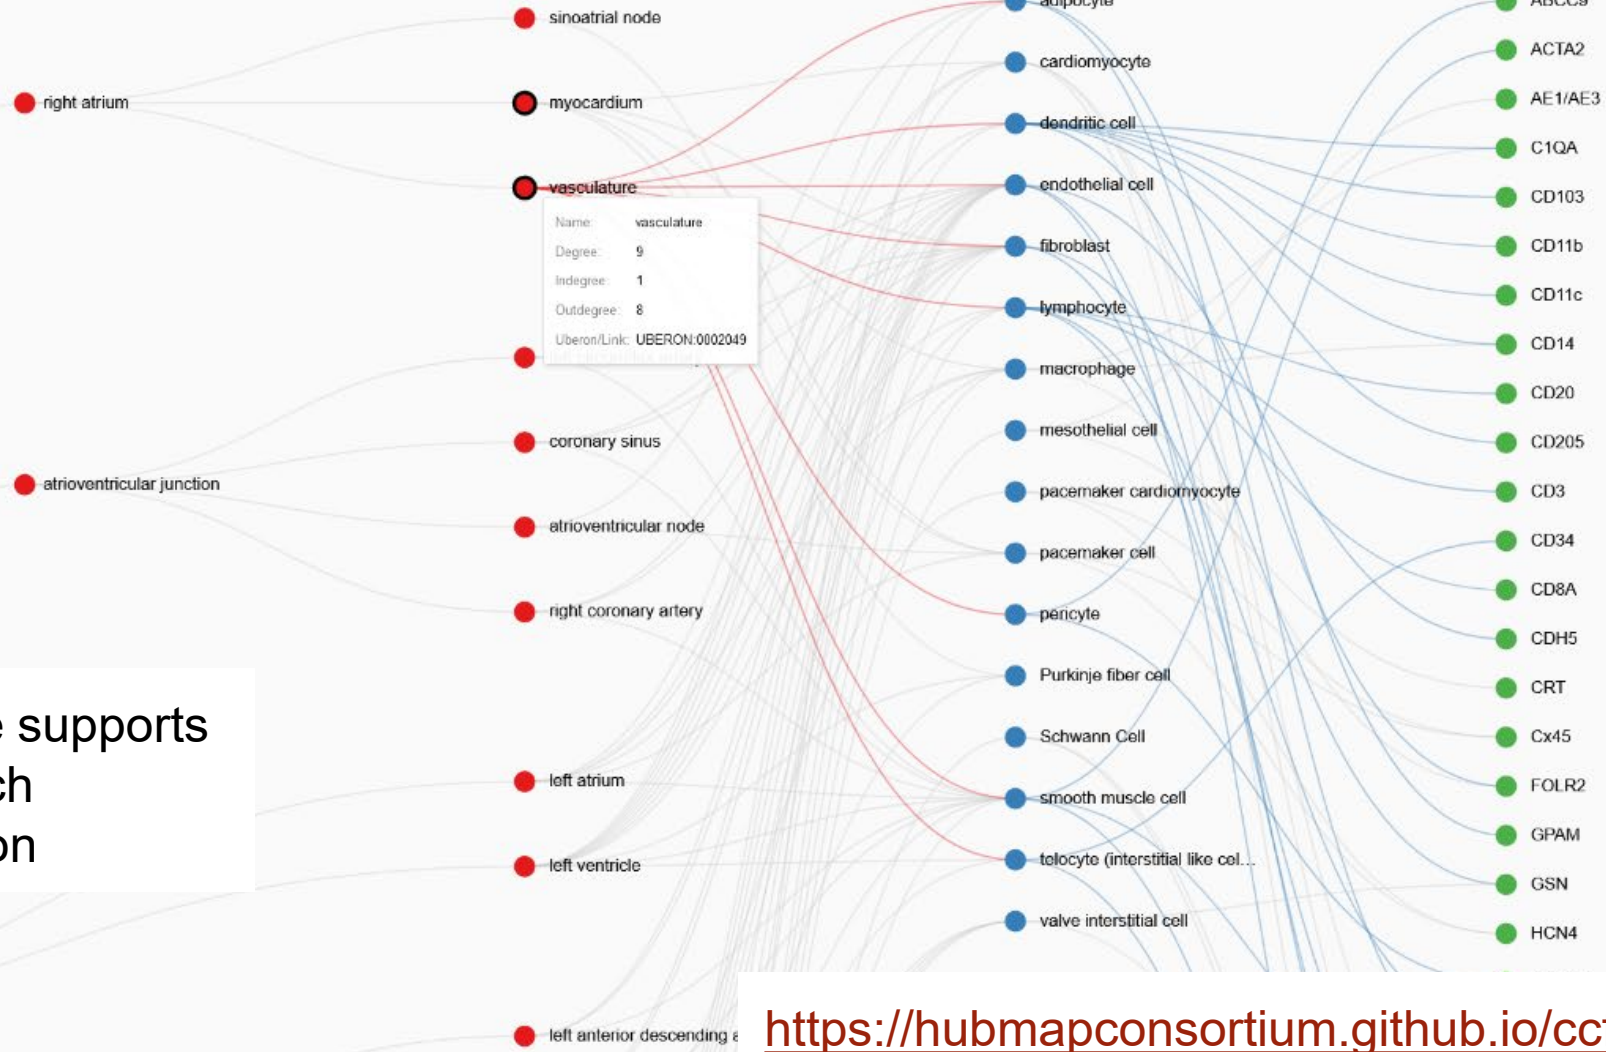 right atrium
atrioventricular junction
sinoatrial node
myocardium
vasculature
Name: vasculature
Degree: 9
Indegree: 1
Outdegree: 8
Uberon/Link: UBERON:0002049
coronary sinus
atrioventricular node
right coronary artery
left atrium
left ventricle
left anterior descending a
adipocyte
cardiomyocyte
dendritic cell
endothelial cell
fibroblast
lymphocyte
macrophage
mesothelial cell
pacemaker cardiomyocyte
pacemaker cell
pericyte
Purkinje fiber cell
Schwann Cell
smooth muscle cell
telocyte (interstitial like cel...
valve interstitial cell
ABCC9
ACTA2
AE1/AE3
C1QA
CD103
CD11b
CD11c
CD14
CD20
CD205
CD3
CD34
CD8A
CDH5
CRT
Cx45
FOLR2
GPAM
GSN
HCN4
e supports
ch
on
https://hubmapconsortium.github.io/ccf